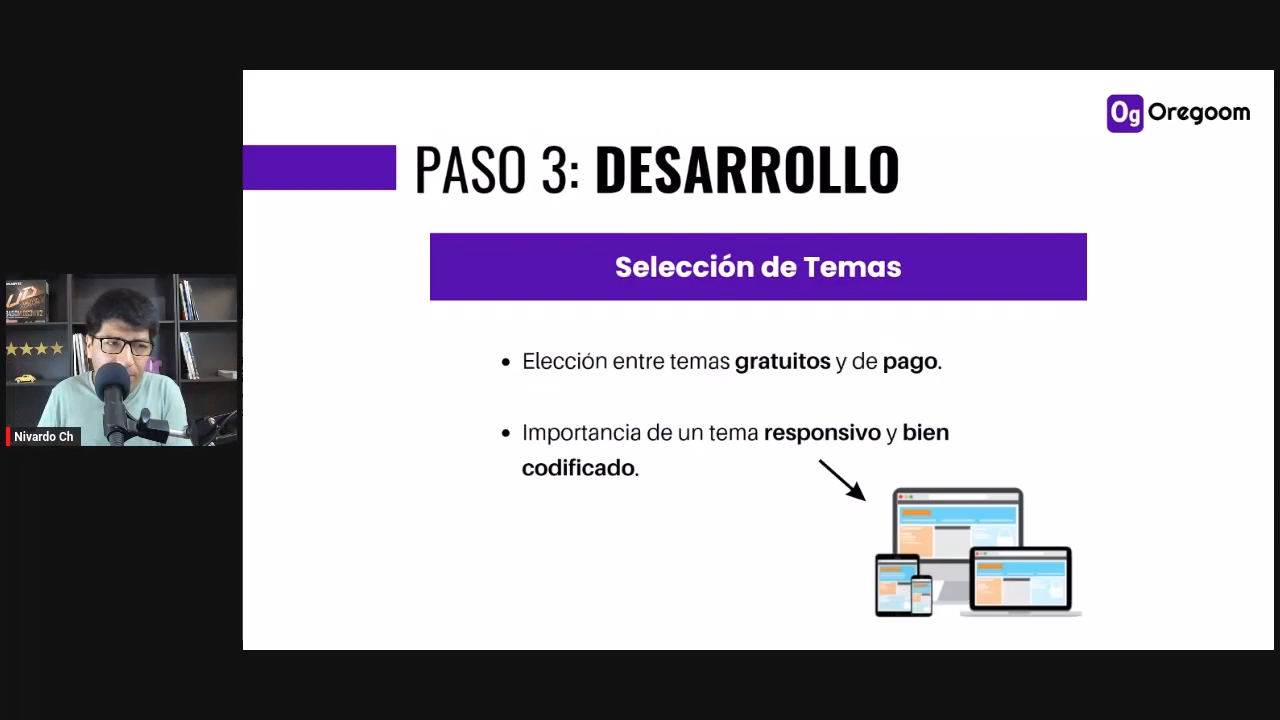 Og Oregoom
PASO 3: DESARROLLO
Selección de Temas
• Elección entre temas gratuitos y de pago.
• Importancia de un tema responsivo y bien
codificado.
Nivardo Ch